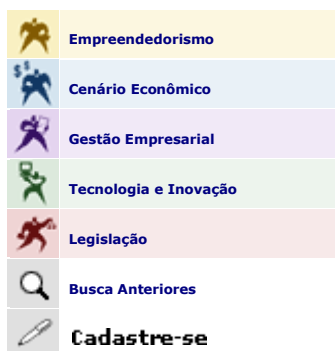 $ $
Empreendedorismo
Cenário Econômico
Gestão Empresarial
Tecnologia e Inovação
Legislação
Busca Anteriores
Cadastre-se